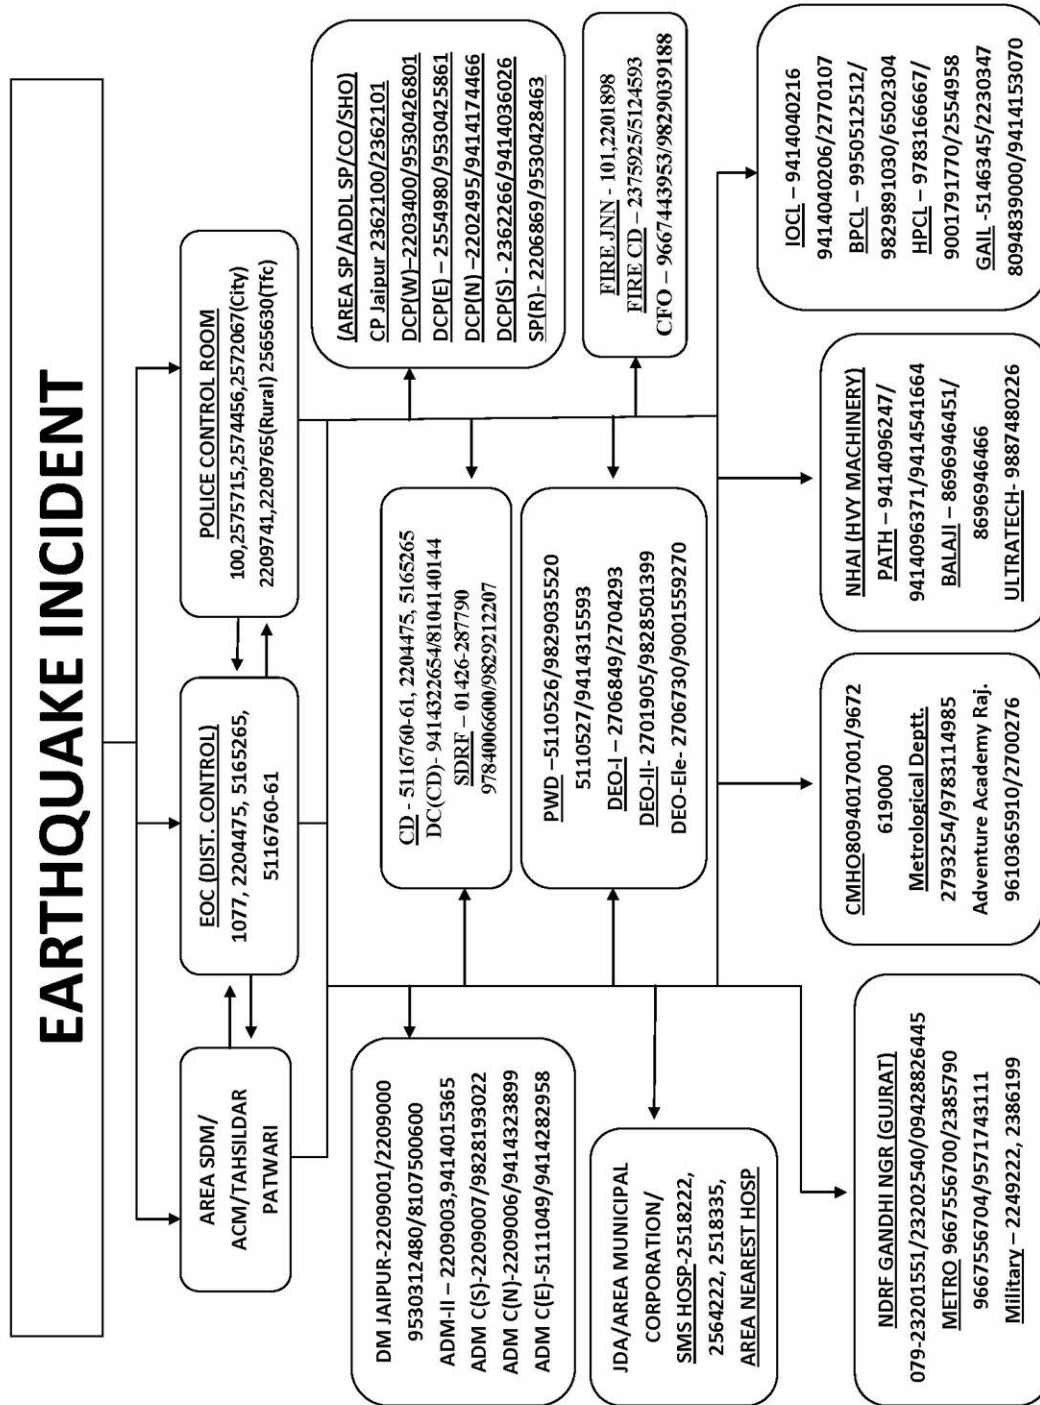 EARTHQUAKE INCIDENT
AREA SDM/
ACM/TAHSILDAR
PATWARI
EOC (DIST. CONTROL)
1077, 2204475, 5165265,
5116760-61
POLICE CONTROL ROOM
100,2575715,2574456,2572067(City)
2209741,2209765(Rural) 2565630(Tfc)
DM JAIPUR-2209001/2209000
9530312480/8107500600
ADM-II – 2209003,9414015365
ADM C(S)-2209007/9828193022
ADM C(N)-2209006/9414323899
ADM C(E)-5111049/9414282958
CD - 5116760-61, 2204475, 5165265
DC(CD)- 9414322654/8104140144
SDRF – 01426-287790
9784006600/9829212207
(AREA SP/ADDL SP/CO/SHO)
CP Jaipur 2362100/2362101
DCP(W)–2203400/9530426801
DCP(E) – 2554980/9530425861
DCP(N) –2202495/9414174466
DCP(S) - 2362266/9414036026
SP(R)- 2206869/9530428463
JDA/AREA MUNICIPAL
CORPORATION/
SMS HOSP-2518222,
2564222, 2518335,
AREA NEAREST HOSP
PWD –5110526/9829035520
5110527/9414315593
DEO-I – 2706849/2704293
DEO-II- 2701905/9828501399
DEO-Ele- 2706730/9001559270
FIRE JNN - 101,2201898
FIRE CD – 2375925/5124593
CFO – 9667443953/9829039188
NDRF GANDHI NGR (GUJRAT)
079-23201551/23202540/09428826445
METRO 9667556700/2385790
9667556704/9571743111
Military – 2249222, 2386199
CMHO8094017001/9672
619000
Metrological Deptt.
2793254/9783114985
Adventure Academy Raj.
9610365910/2700276
NHAI (HVY MACHINERY)
PATH – 9414096247/
9414096371/9414541664
BALAJI – 8696946451/
8696946466
ULTRATECH- 9887480226
IOCL – 9414040216
9414040206/2770107
BPCL – 9950512512/
9829891030/6502304
HPCL – 9783166667/
9001791770/2554958
GAIL -5146345/2230347
8094839000/9414153070